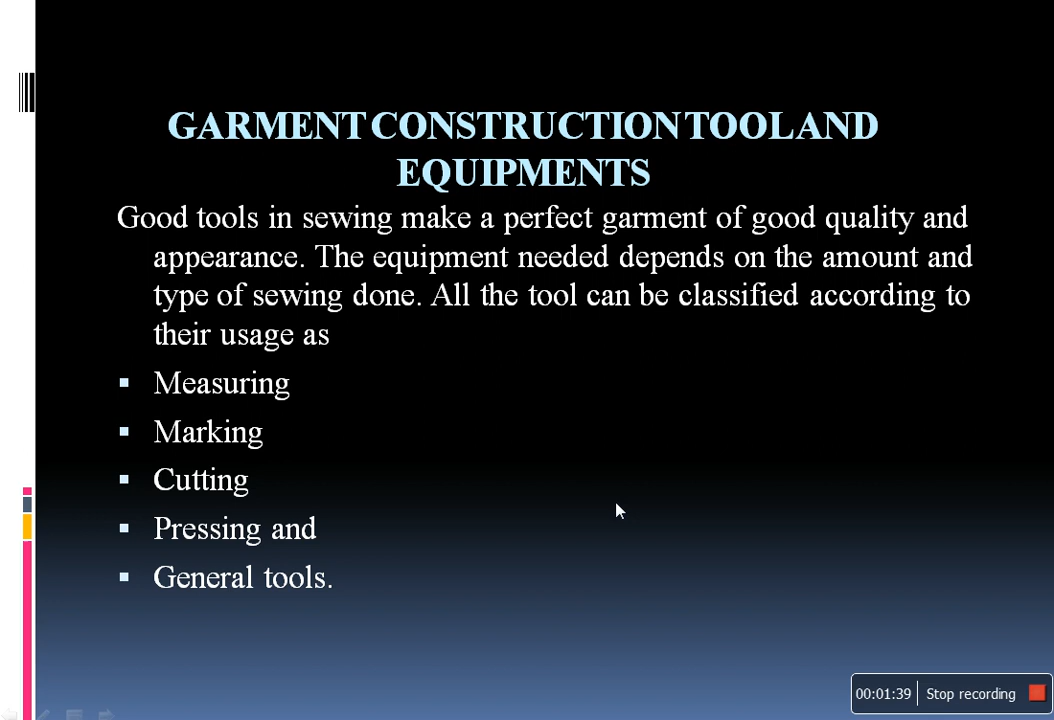 GARMENT CONSTRUCTION TOOL AND
EQUIPMENTS
Good tools in sewing make a perfect garment of good quality and
appearance. The equipment needed depends on the amount and
type of sewing done. All the tool can be classified according to
their usage as
▪ Measuring
▪ Marking
▪ Cutting
▪ Pressing and
▪ General tools.
00:01:39 Stop recording